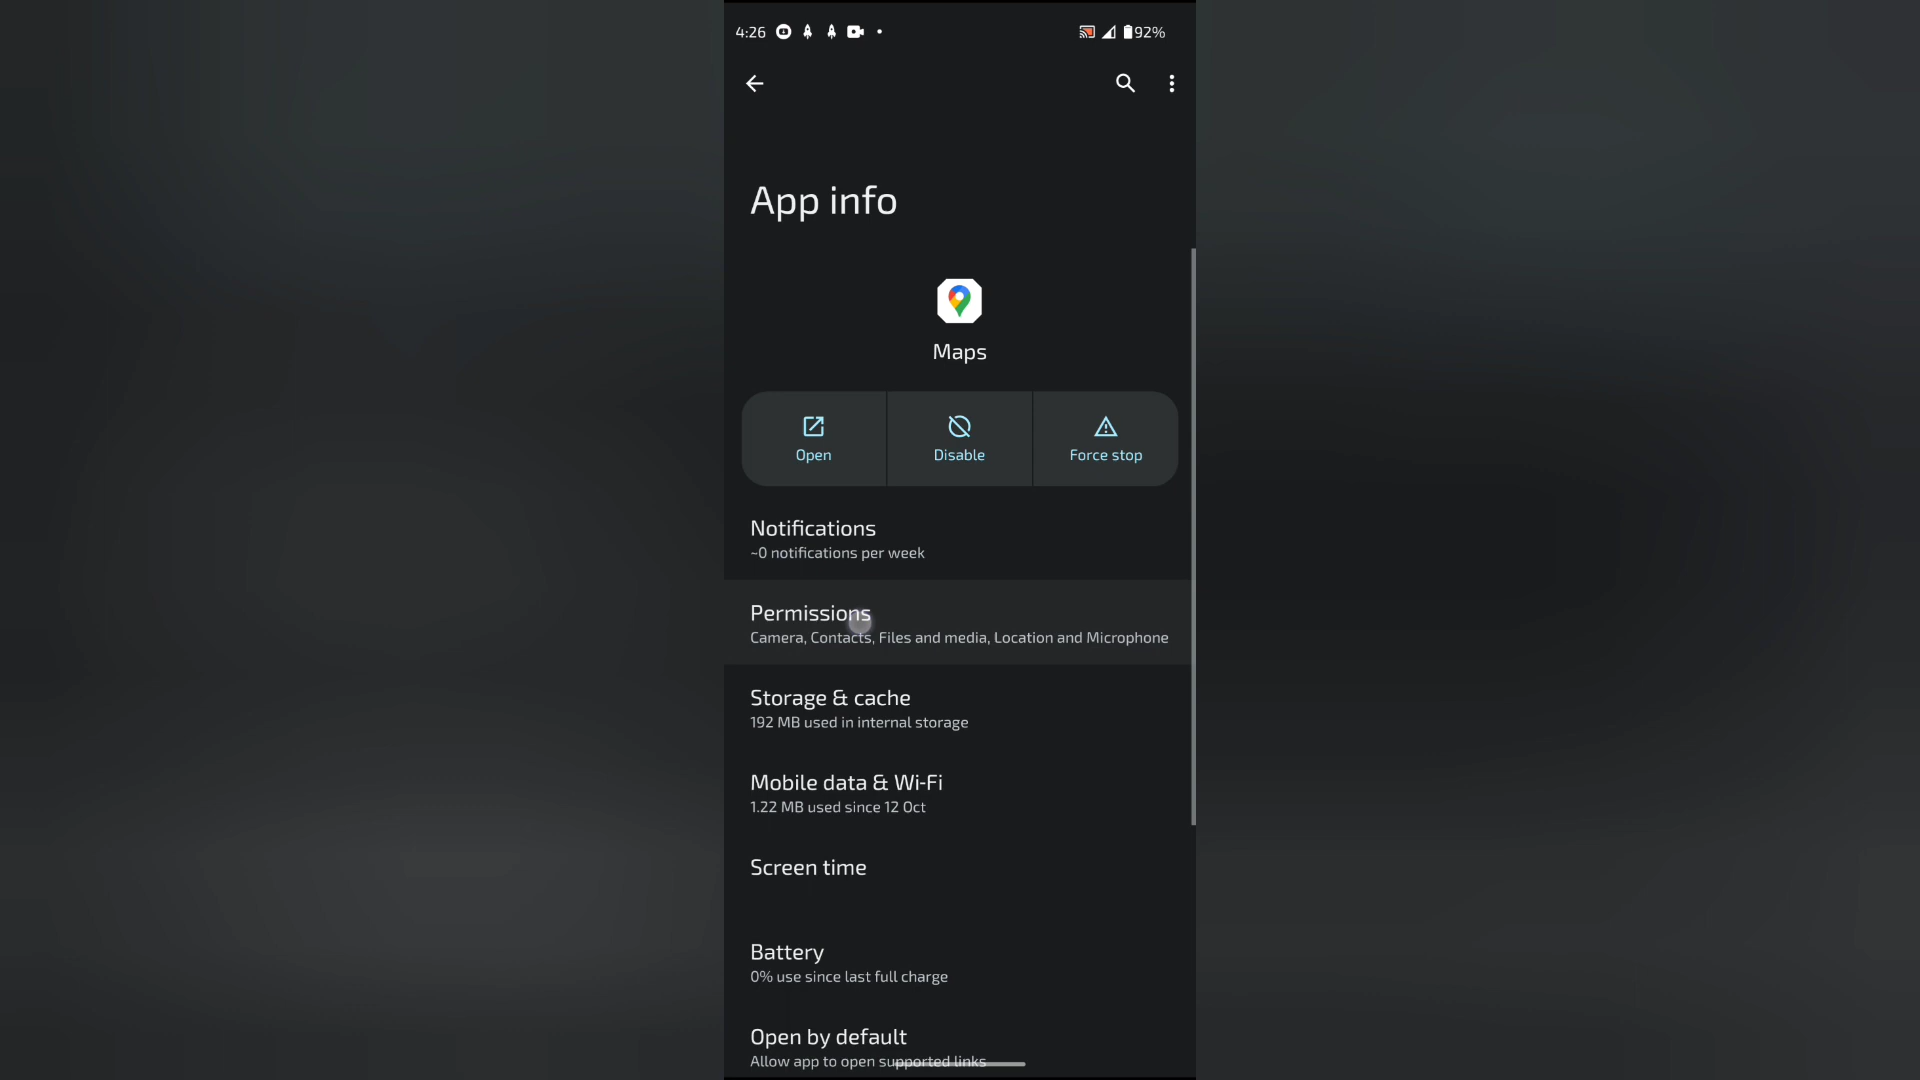 4:26
92%
App info
Maps
Open
Disable
Force stop
Notifications
~0 notifications per week
Permissions
Camera, Contacts, Files and media, Location and Microphone
Storage & cache
192 MB used in internal storage
Mobile data & Wi-Fi
1.22 MB used since 12 Oct
Screen time
Battery
0% use since last full charge
Open by default
Allow app to open supported links